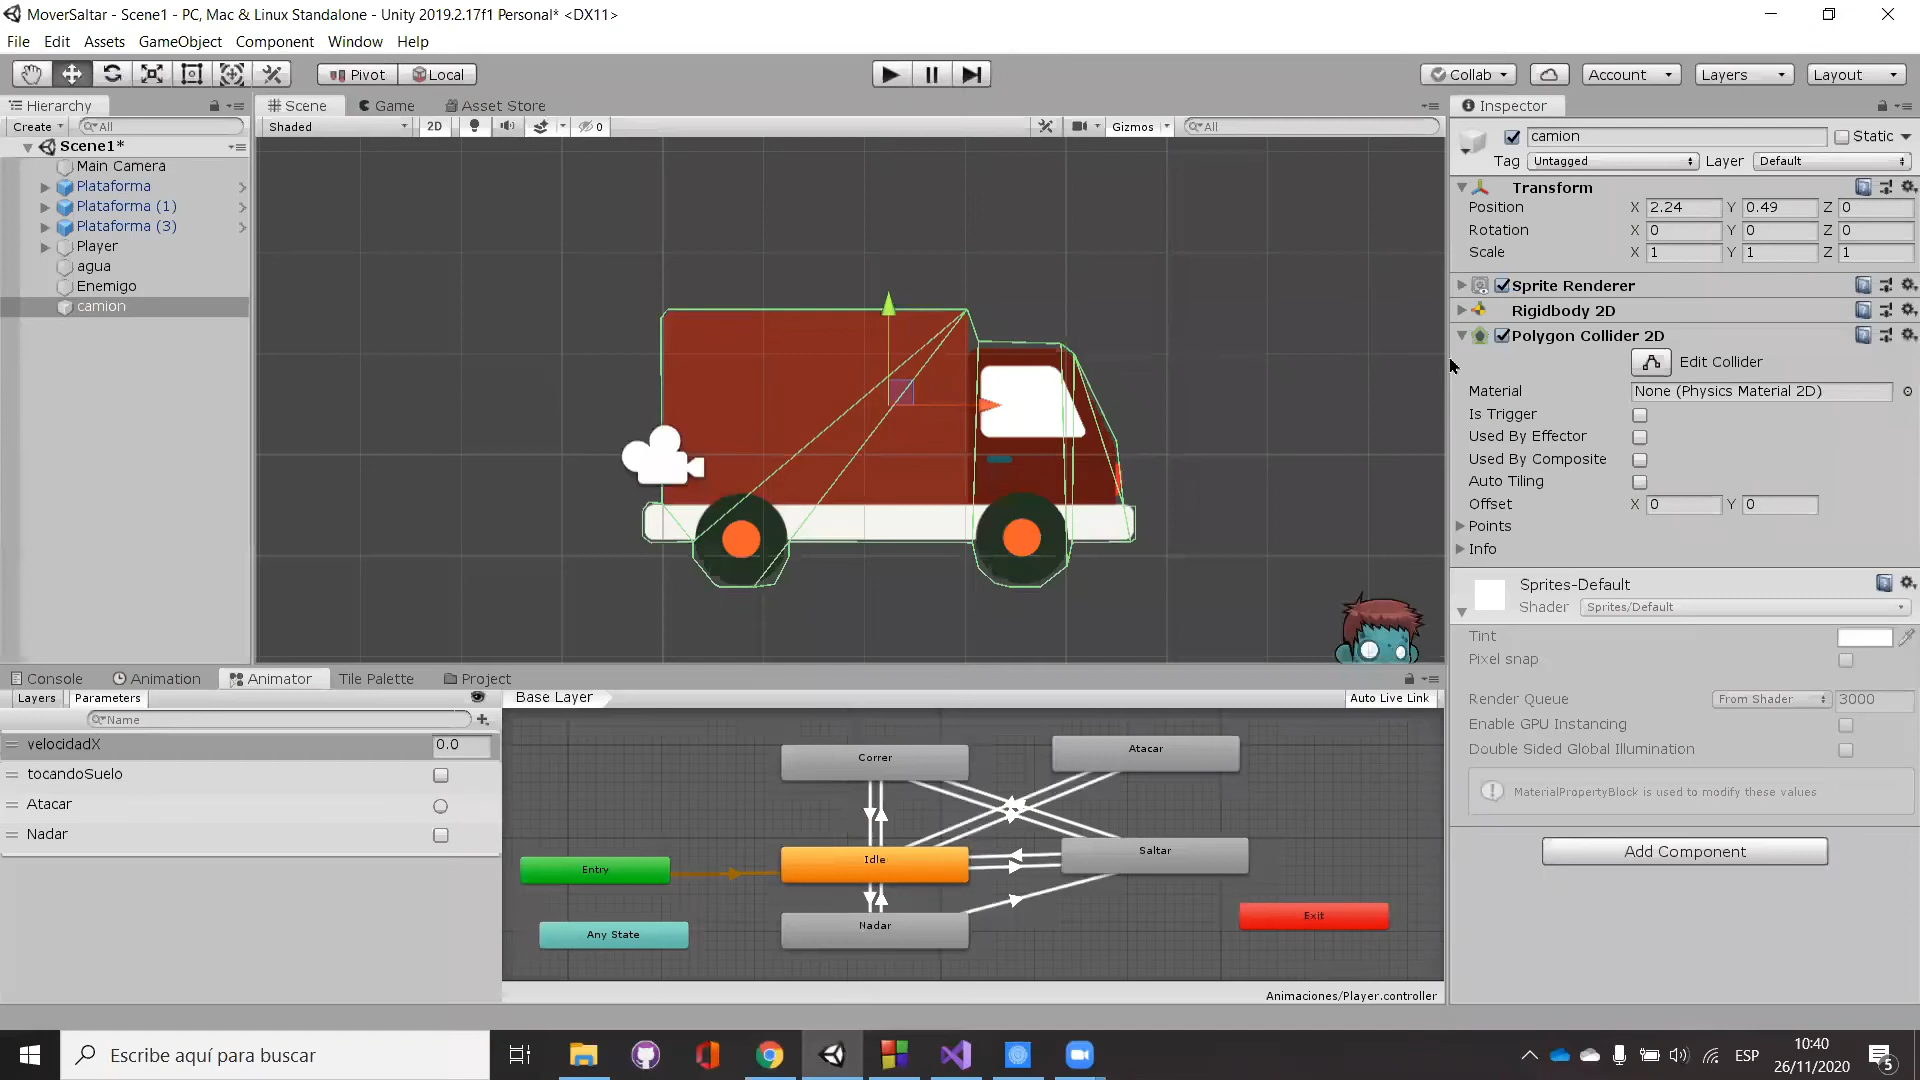 MoverSaltar - Scene1 - PC, Mac & Linux Standalone - Unity 2019.2.17f1 Personal* <DX11>
File Edit Assets GameObject Component Window Help
Pivot Local Collab Account Layers Layout
Hierarchy Scene Game Asset Store Inspector
Create All Shaded 2D 0 Gizmos All
Scene1*
Main Camera
Plataforma
Plataforma (1)
Plataforma (3)
Player
agua
Enemigo
camion
camion Static
Tag Untagged Layer Default
Transform
Position X 2.24 Y 0.49 Z 0
Rotation X 0 Y 0 Z 0
Scale X 1 Y 1 Z 1
Sprite Renderer
Rigidbody 2D
Polygon Collider 2D
Edit Collider
Material None (Physics Material 2D)
Is Trigger
Used By Effector
Used By Composite
Auto Tiling
Offset X 0 Y 0
Points
Info
Sprites-Default
Shader Sprites/Default
Tint
Pixel snap
Render Queue From Shader 3000
Enable GPU Instancing
Double Sided Global Illumination
MaterialPropertyBlock is used to modify these values
Add Component
Console Animation Animator Tile Palette Project
Layers Parameters Base Layer Auto Live Link
Name
velocidadX 0.0
tocandoSuelo
Atacar
Nadar
Correr
Atacar
Idle
Saltar
Entry
Nadar
Exit
Any State
Animaciones/Player.controller
Escribe aquí para buscar
ESP
10:40
26/11/2020
5